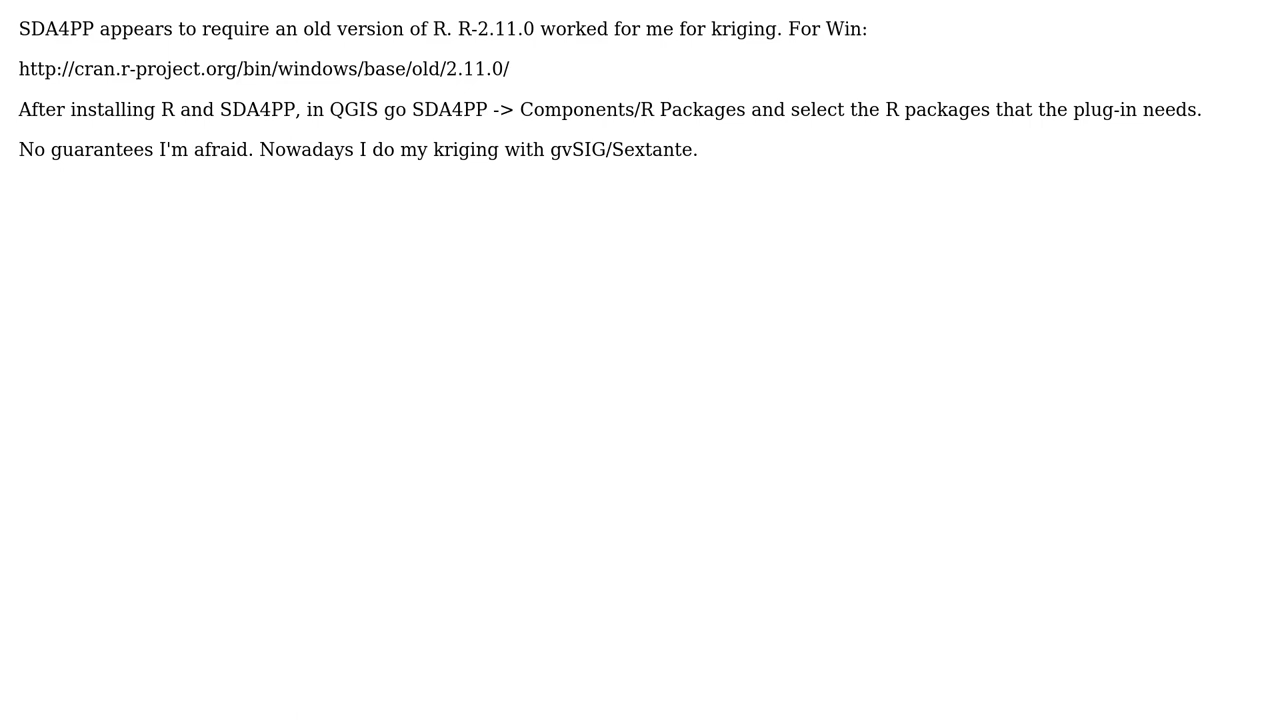 SDA4PP appears to require an old version of R. R-2.11.0 worked for me for kriging. For Win:
http://cran.r-project.org/bin/windows/base/old/2.11.0/
After installing R and SDA4PP, in QGIS go SDA4PP -> Components/R Packages and select the R packages that the plug-in needs.
No guarantees I'm afraid. Nowadays I do my kriging with gvSIG/Sextante.